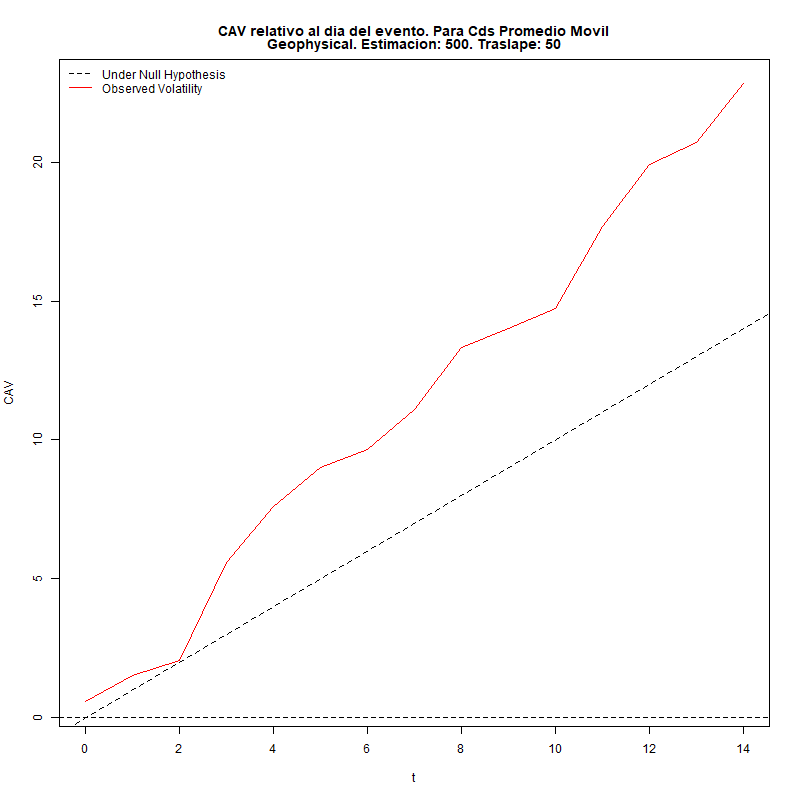 CAV relativo al dia del evento. Para Cds Promedio Movil
Geophysical. Estimacion: 500. Traslape: 50
Under Null Hypothesis
Observed Volatility
CAV
20
15
10
5
0
0 2 4 6 8 10 12 14
t